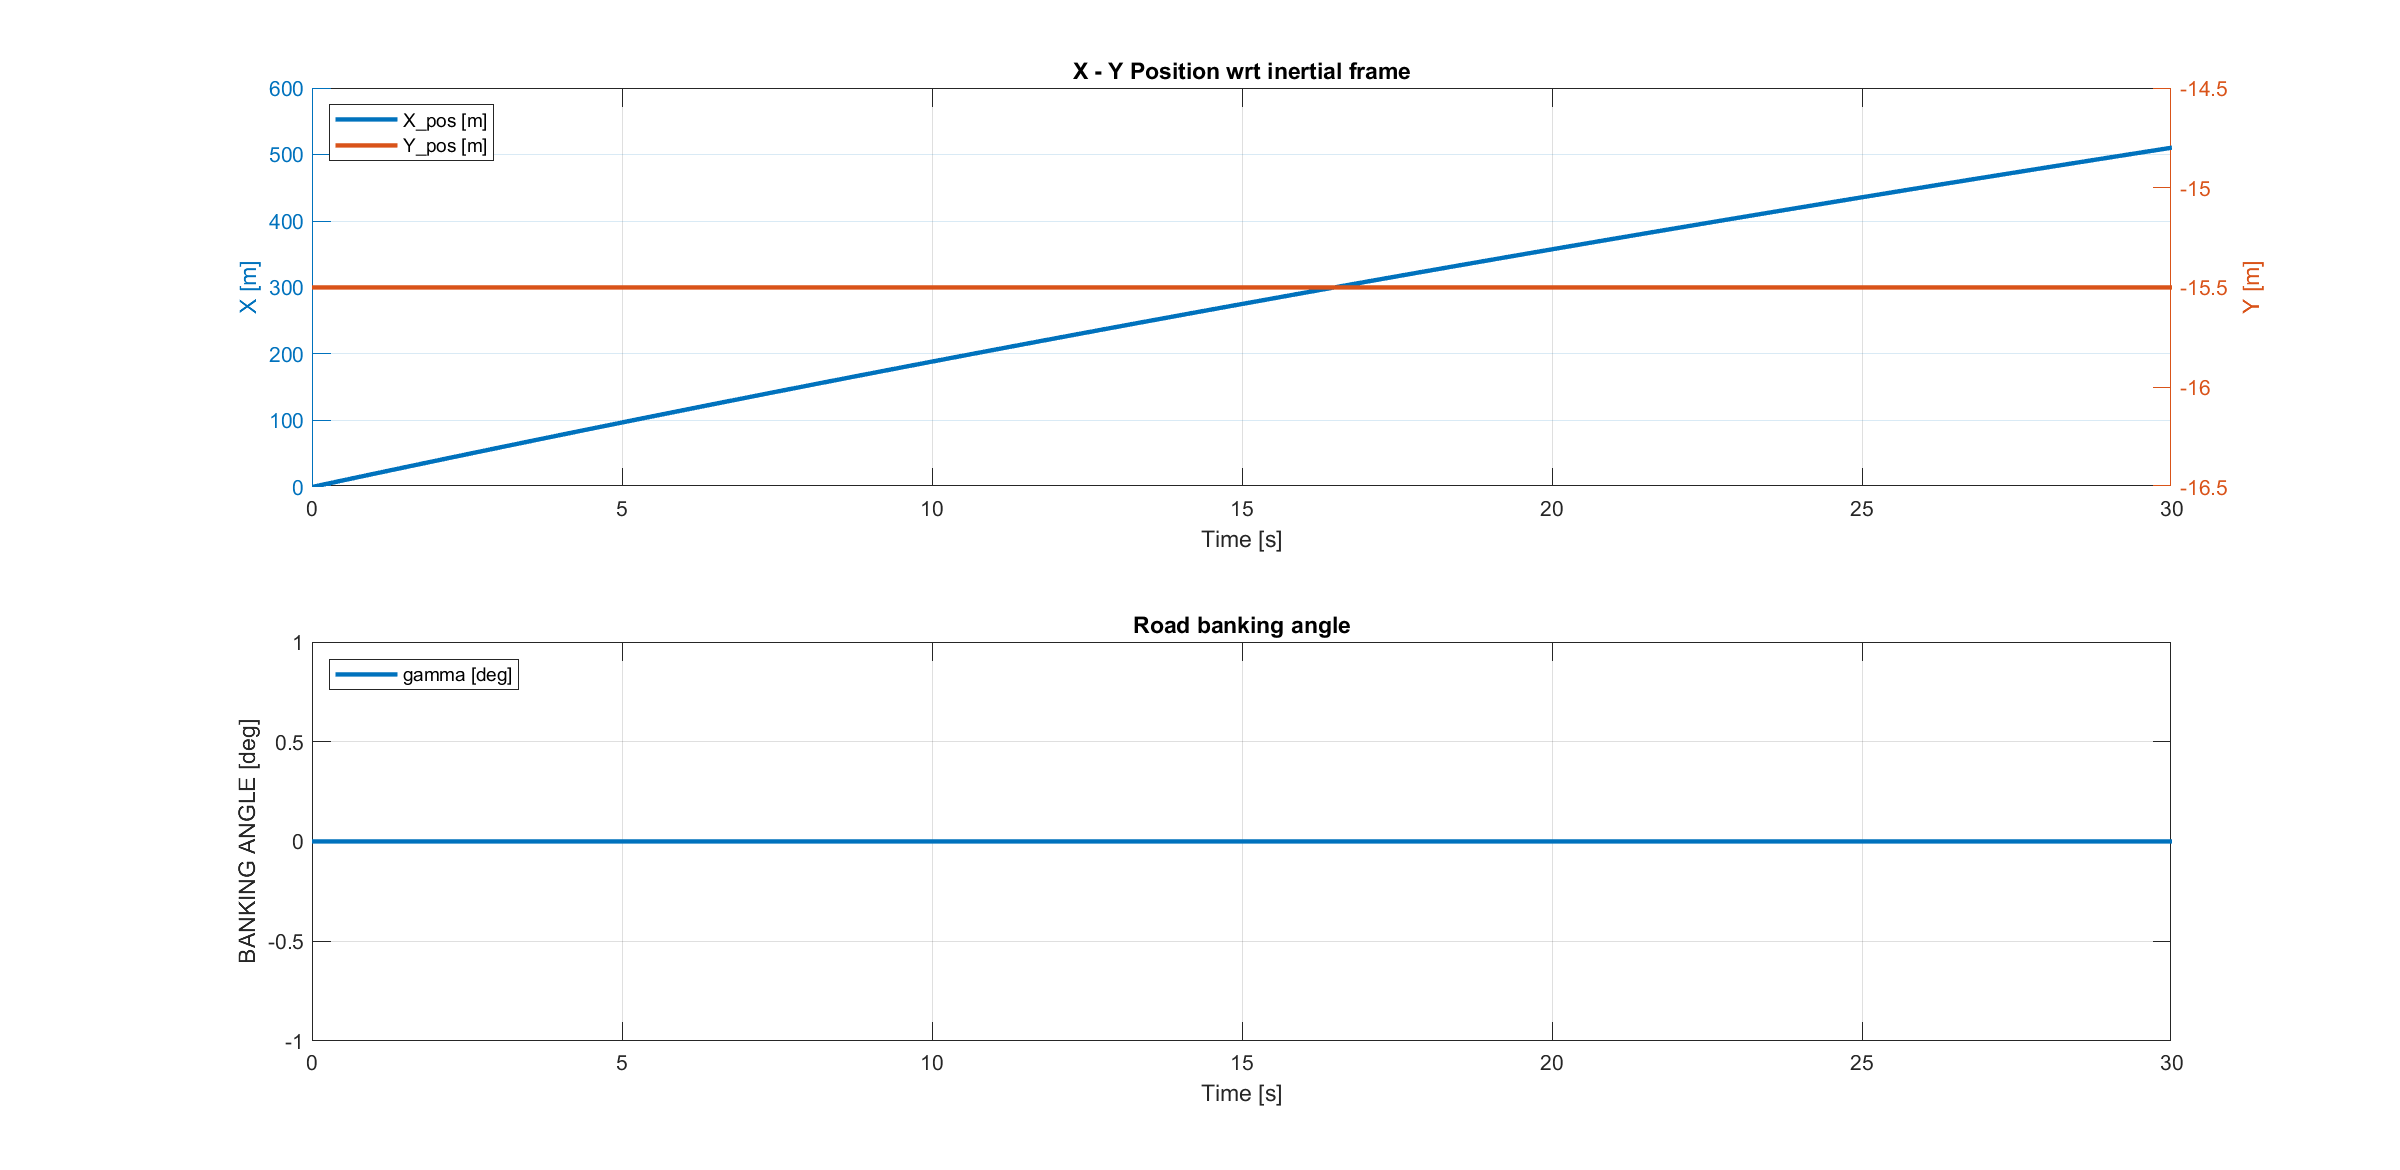 X - Y Position wrt inertial frame
600
500
400
300
200
100
0
X [m]
X_pos [m]
Y_pos [m]
-14.5
-15
-15.5
-16
-16.5
Y [m]
0 5 10 15 20 25 30
Time [s]
Road banking angle
1
0.5
0
-0.5
-1
BANKING ANGLE [deg]
gamma [deg]
0 5 10 15 20 25 30
Time [s]